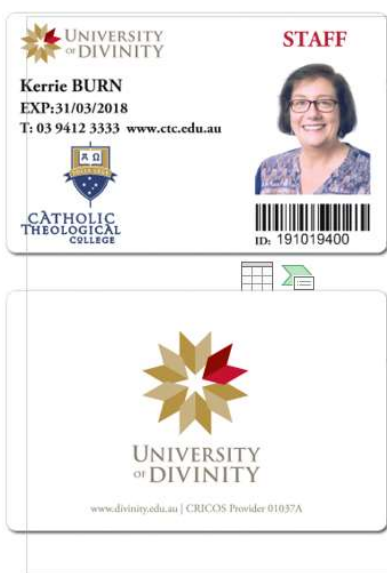 UNIVERSITY
OF DIVINITY
STAFF
Kerrie BURN
EXP:31/03/2018
T: 03 9412 3333 www.ctc.edu.au
Α Ω
CATHOLIC
THEOLOGICAL
COLLEGE
ID: 191019400
UNIVERSITY
OF DIVINITY
www.divinity.edu.au | CRICOS Provider 01037A